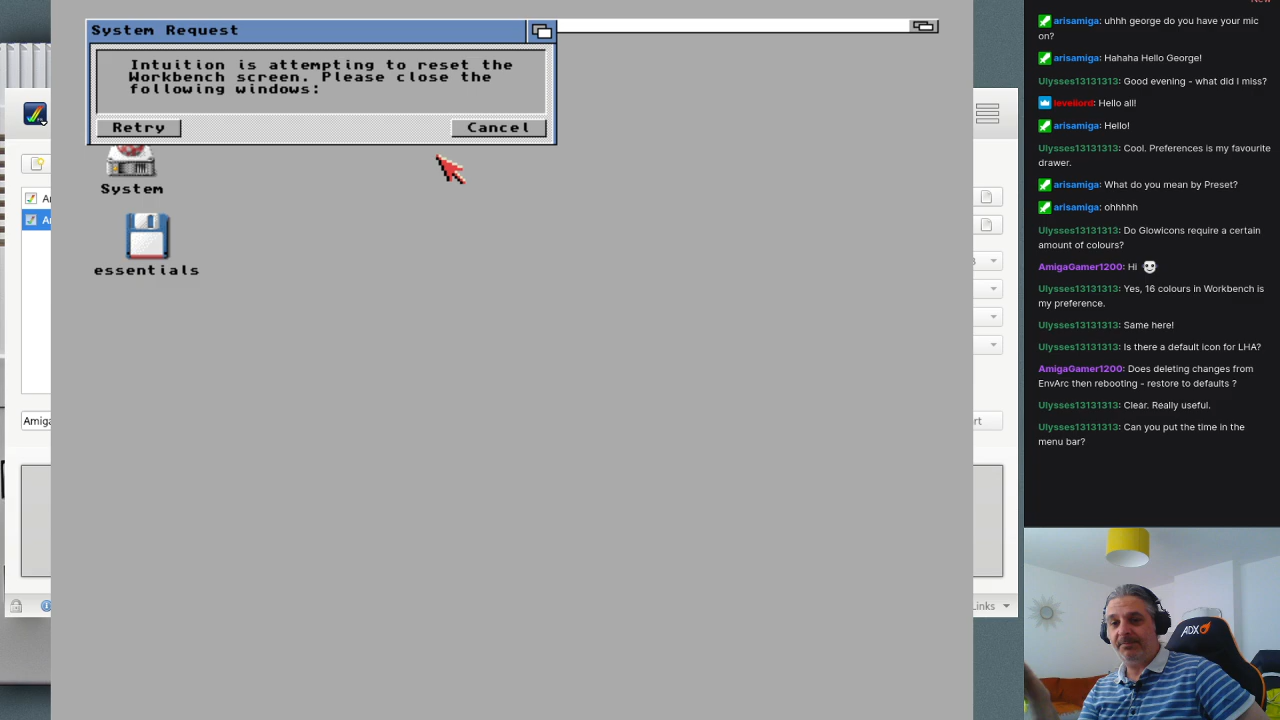 System Request
Intuition is attempting to reset the
Workbench screen. Please close the
following windows:
Retry
Cancel
System
essentials
Amiga
rt
Links
arisamiga: uhhh george do you have your mic
on?
arisamiga: Hahaha Hello George!
Ulysses13131313: Good evening - what did I miss?
levellord: Hello all!
arisamiga: Hello!
Ulysses13131313: Cool. Preferences is my favourite
drawer.
arisamiga: What do you mean by Preset?
arisamiga: ohhhhh
Ulysses13131313: Do Glowicons require a certain
amount of colours?
AmigaGamer1200: Hi
Ulysses13131313: Yes, 16 colours in Workbench is
my preference.
Ulysses13131313: Same here!
Ulysses13131313: Is there a default icon for LHA?
AmigaGamer1200: Does deleting changes from
EnvArc then rebooting - restore to defaults ?
Ulysses13131313: Clear. Really useful.
Ulysses13131313: Can you put the time in the
menu bar?
ADX